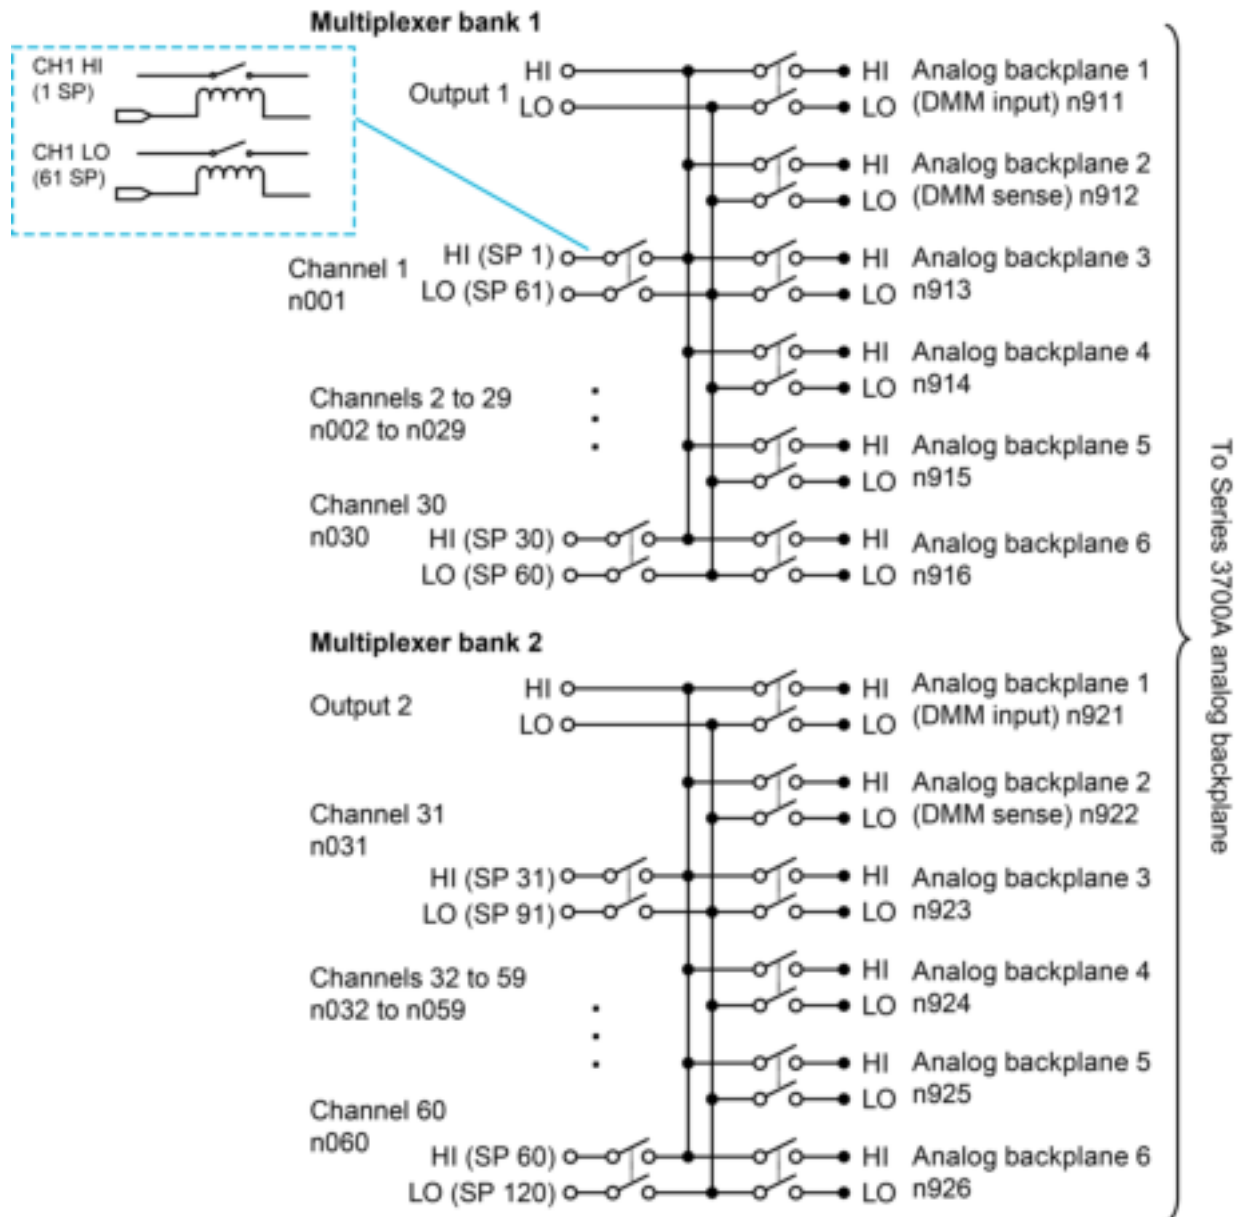 Multiplexer bank 1
CH1 HI
(1 SP)
CH1 LO
(61 SP)
Output 1
HI
LO
HI
LO
Analog backplane 1
(DMM input) n911
HI
LO
Analog backplane 2
(DMM sense) n912
Channel 1
n001
HI (SP 1)
LO (SP 61)
HI
LO
Analog backplane 3
n913
HI
LO
Analog backplane 4
n914
Channels 2 to 29
n002 to n029
HI
LO
Analog backplane 5
n915
Channel 30
n030
HI (SP 30)
LO (SP 60)
HI
LO
Analog backplane 6
n916
Multiplexer bank 2
Output 2
HI
LO
HI
LO
Analog backplane 1
(DMM input) n921
HI
LO
Analog backplane 2
(DMM sense) n922
Channel 31
n031
HI (SP 31)
LO (SP 91)
HI
LO
Analog backplane 3
n923
Channels 32 to 59
n032 to n059
HI
LO
Analog backplane 4
n924
HI
LO
Analog backplane 5
n925
Channel 60
n060
HI (SP 60)
LO (SP 120)
HI
LO
Analog backplane 6
n926
To Series 3700A analog backplane